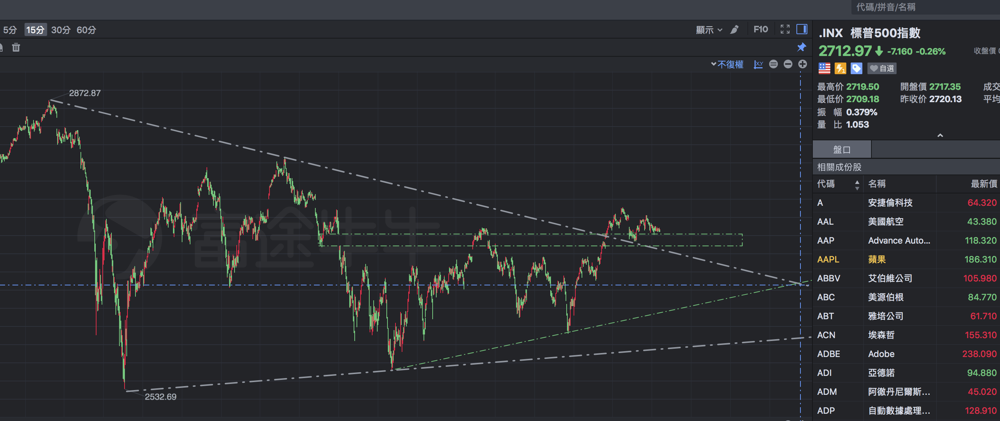 代碼/拼音/名稱
5分 15分 30分 60分
顯示 F10
不復權
X,Y
2872.87
2532.69
富途牛牛
.INX 標普500指數
2712.97 -7.160 -0.26% 收盤價
自選
最高价 2719.50 開盤價 2717.35 成交
最低价 2709.18 昨收价 2720.13 平均
振 幅 0.379%
量 比 1.053
盤口
相關成份股
代碼 名稱 最新價
A 安捷倫科技 64.320
AAL 美國航空 43.380
AAP Advance Auto... 118.320
AAPL 蘋果 186.310
ABBV 艾伯維公司 105.980
ABC 美源伯根 84.770
ABT 雅培公司 61.710
ACN 埃森哲 155.310
ADBE Adobe 238.090
ADI 亞德諾 94.880
ADM 阿徹丹尼爾斯... 45.020
ADP 自動數據處理... 128.910